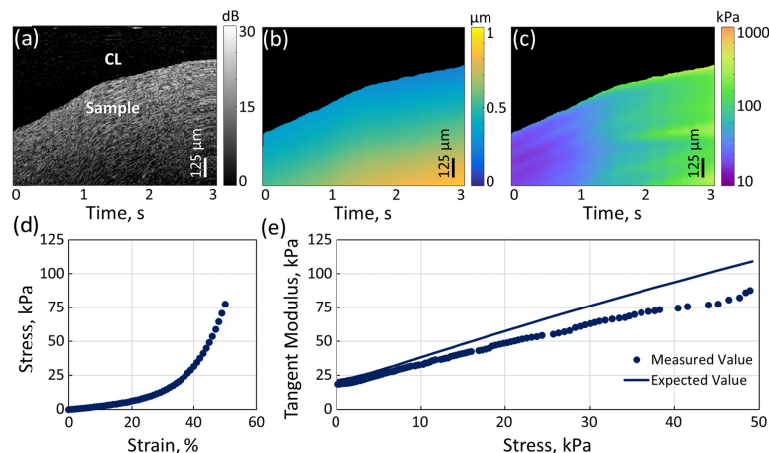 (a)
dB
30
15
0
CL
Sample
125 µm
0 1 2 3
Time, s
(b)
µm
1
0.5
0
125 µm
0 1 2 3
Time, s
(c)
kPa
1000
100
10
125 µm
0 1 2 3
Time, s
(d)
125
100
75
50
25
0
Stress, kPa
0 20 40 60
Strain, %
(e)
125
100
75
50
25
0
Tangent Modulus, kPa
Measured Value
Expected Value
0 10 20 30 40 50
Stress, kPa